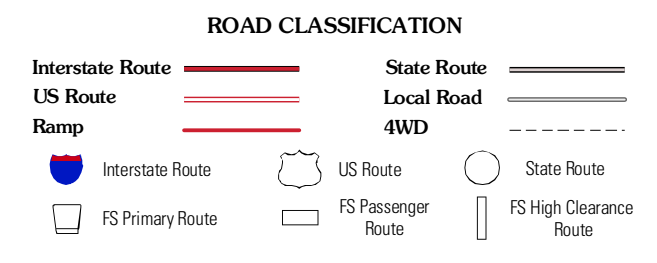 ROAD CLASSIFICATION
Interstate Route State Route
US Route Local Road
Ramp 4WD
Interstate Route US Route State Route
FS Primary Route FS Passenger Route FS High Clearance Route